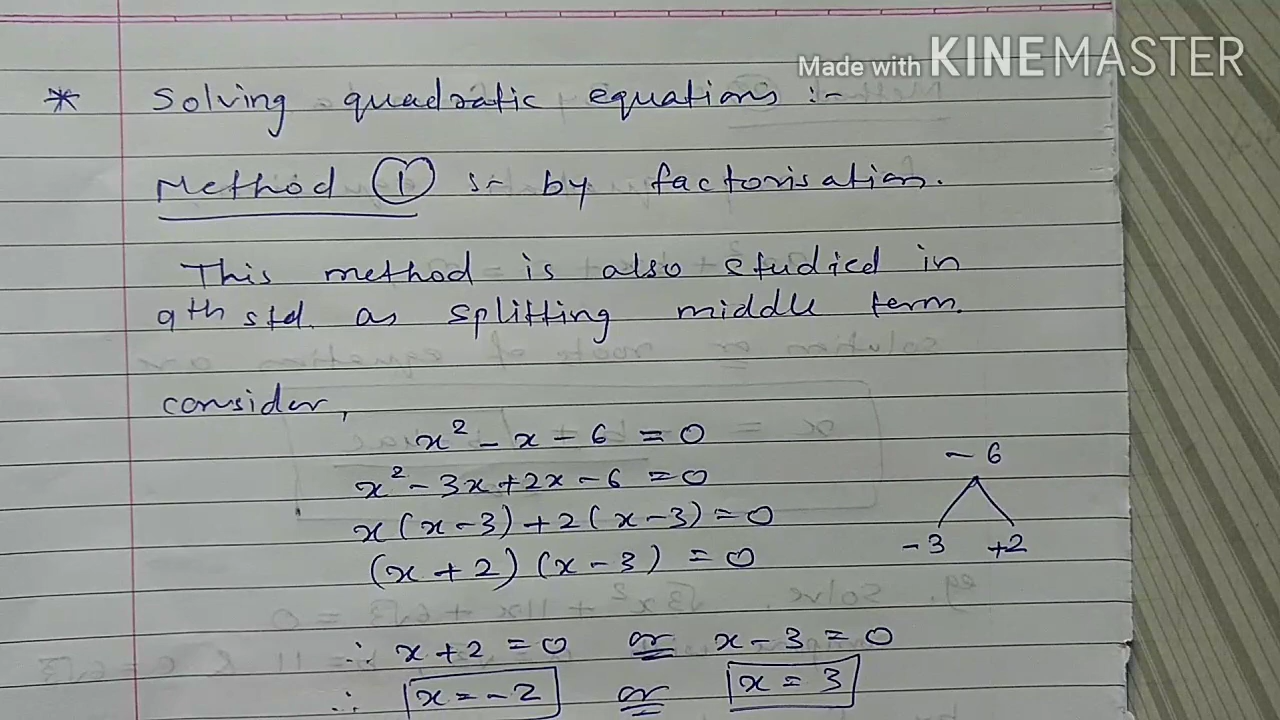 Made with KINEMASTER
* Solving quadratic equations :-
Method ① :- by factorisation.
This method is also studied in
9th std. as splitting middle term.
consider,
x² - x - 6 = 0
x² - 3x + 2x - 6 = 0
- 6
x(x-3) + 2(x-3) = 0
-3 +2
(x + 2) (x - 3) = 0
∴ x + 2 = 0 or x - 3 = 0
∴ x = -2 or x = 3